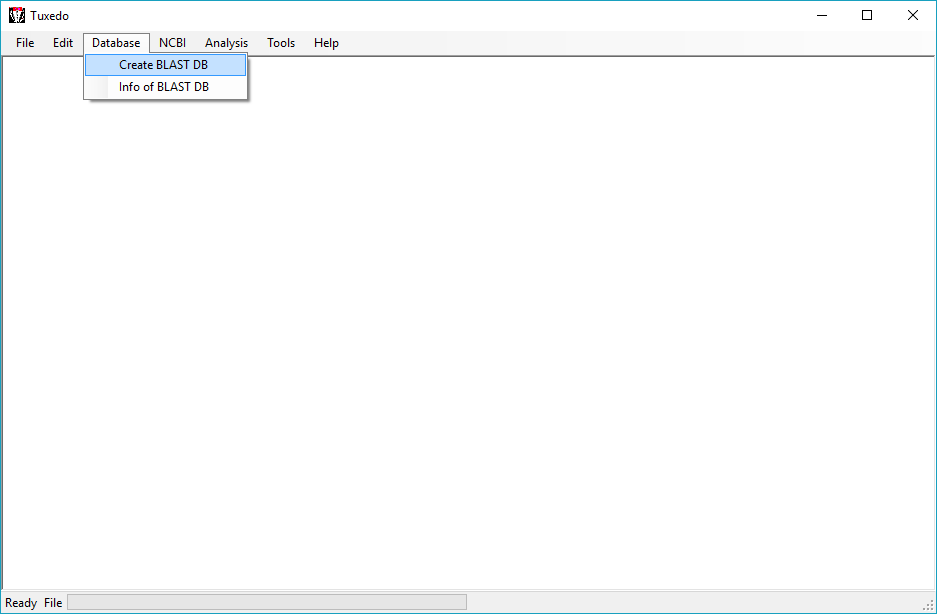 Tuxedo
File Edit Database NCBI Analysis Tools Help
Create BLAST DB
Info of BLAST DB
Ready File